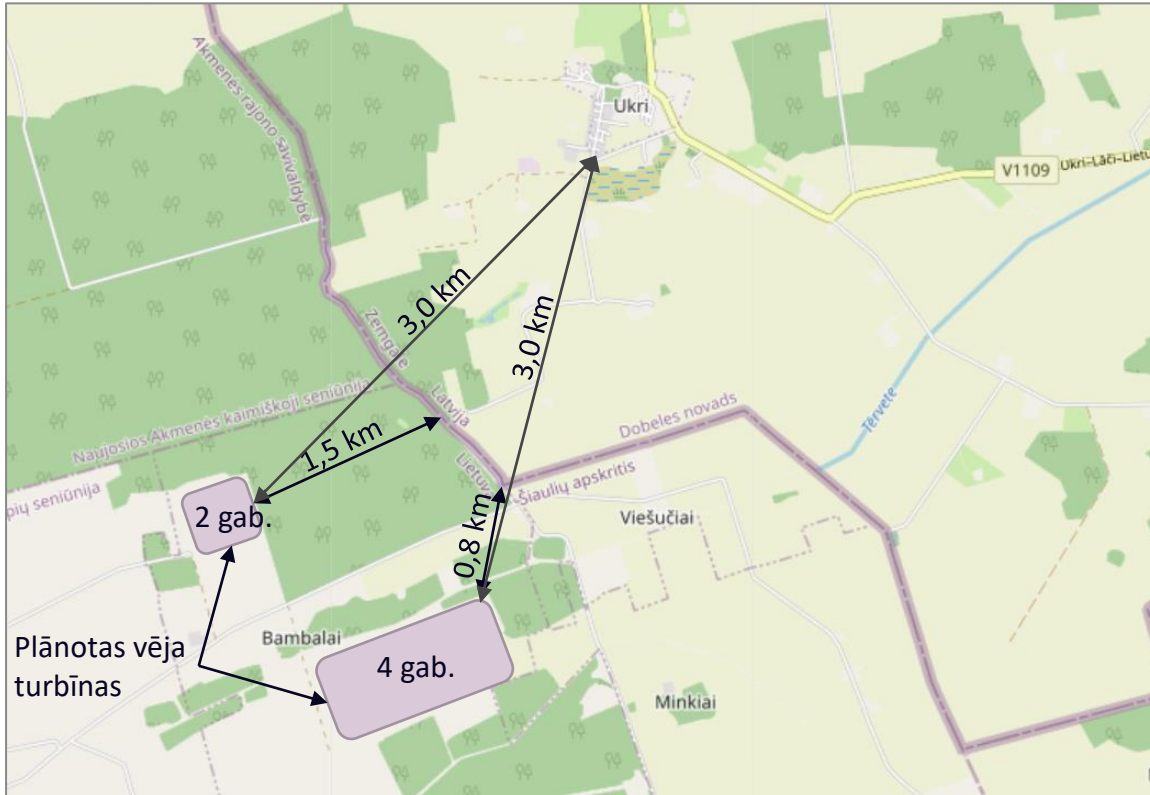 Akmenės rajono savivaldybė
Ukri
V1109
Ukri–Lāči–Lietu
3,0 km
3,0 km
Zemgale
Latvija
Tērvete
Dobeles novads
Naujosios Akmenės kaimiškoji seniūnija
1,5 km
Lietuv
Šiaulių apskritis
pių seniūnija
2 gab.
Viešučiai
0,8 km
Bambalai
Plānotas vēja
turbīnas
4 gab.
Minkiai